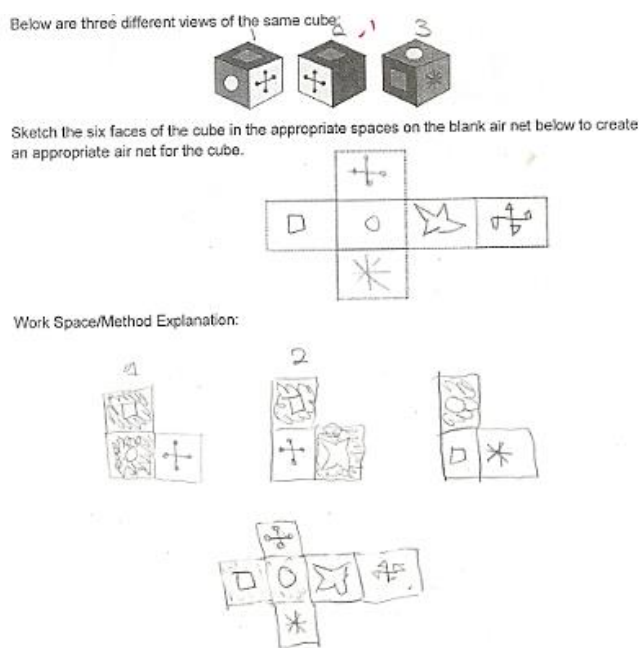 Below are three different views of the same cube:
1 2 3
Sketch the six faces of the cube in the appropriate spaces on the blank air net below to create
an appropriate air net for the cube.
Work Space/Method Explanation:
1 2